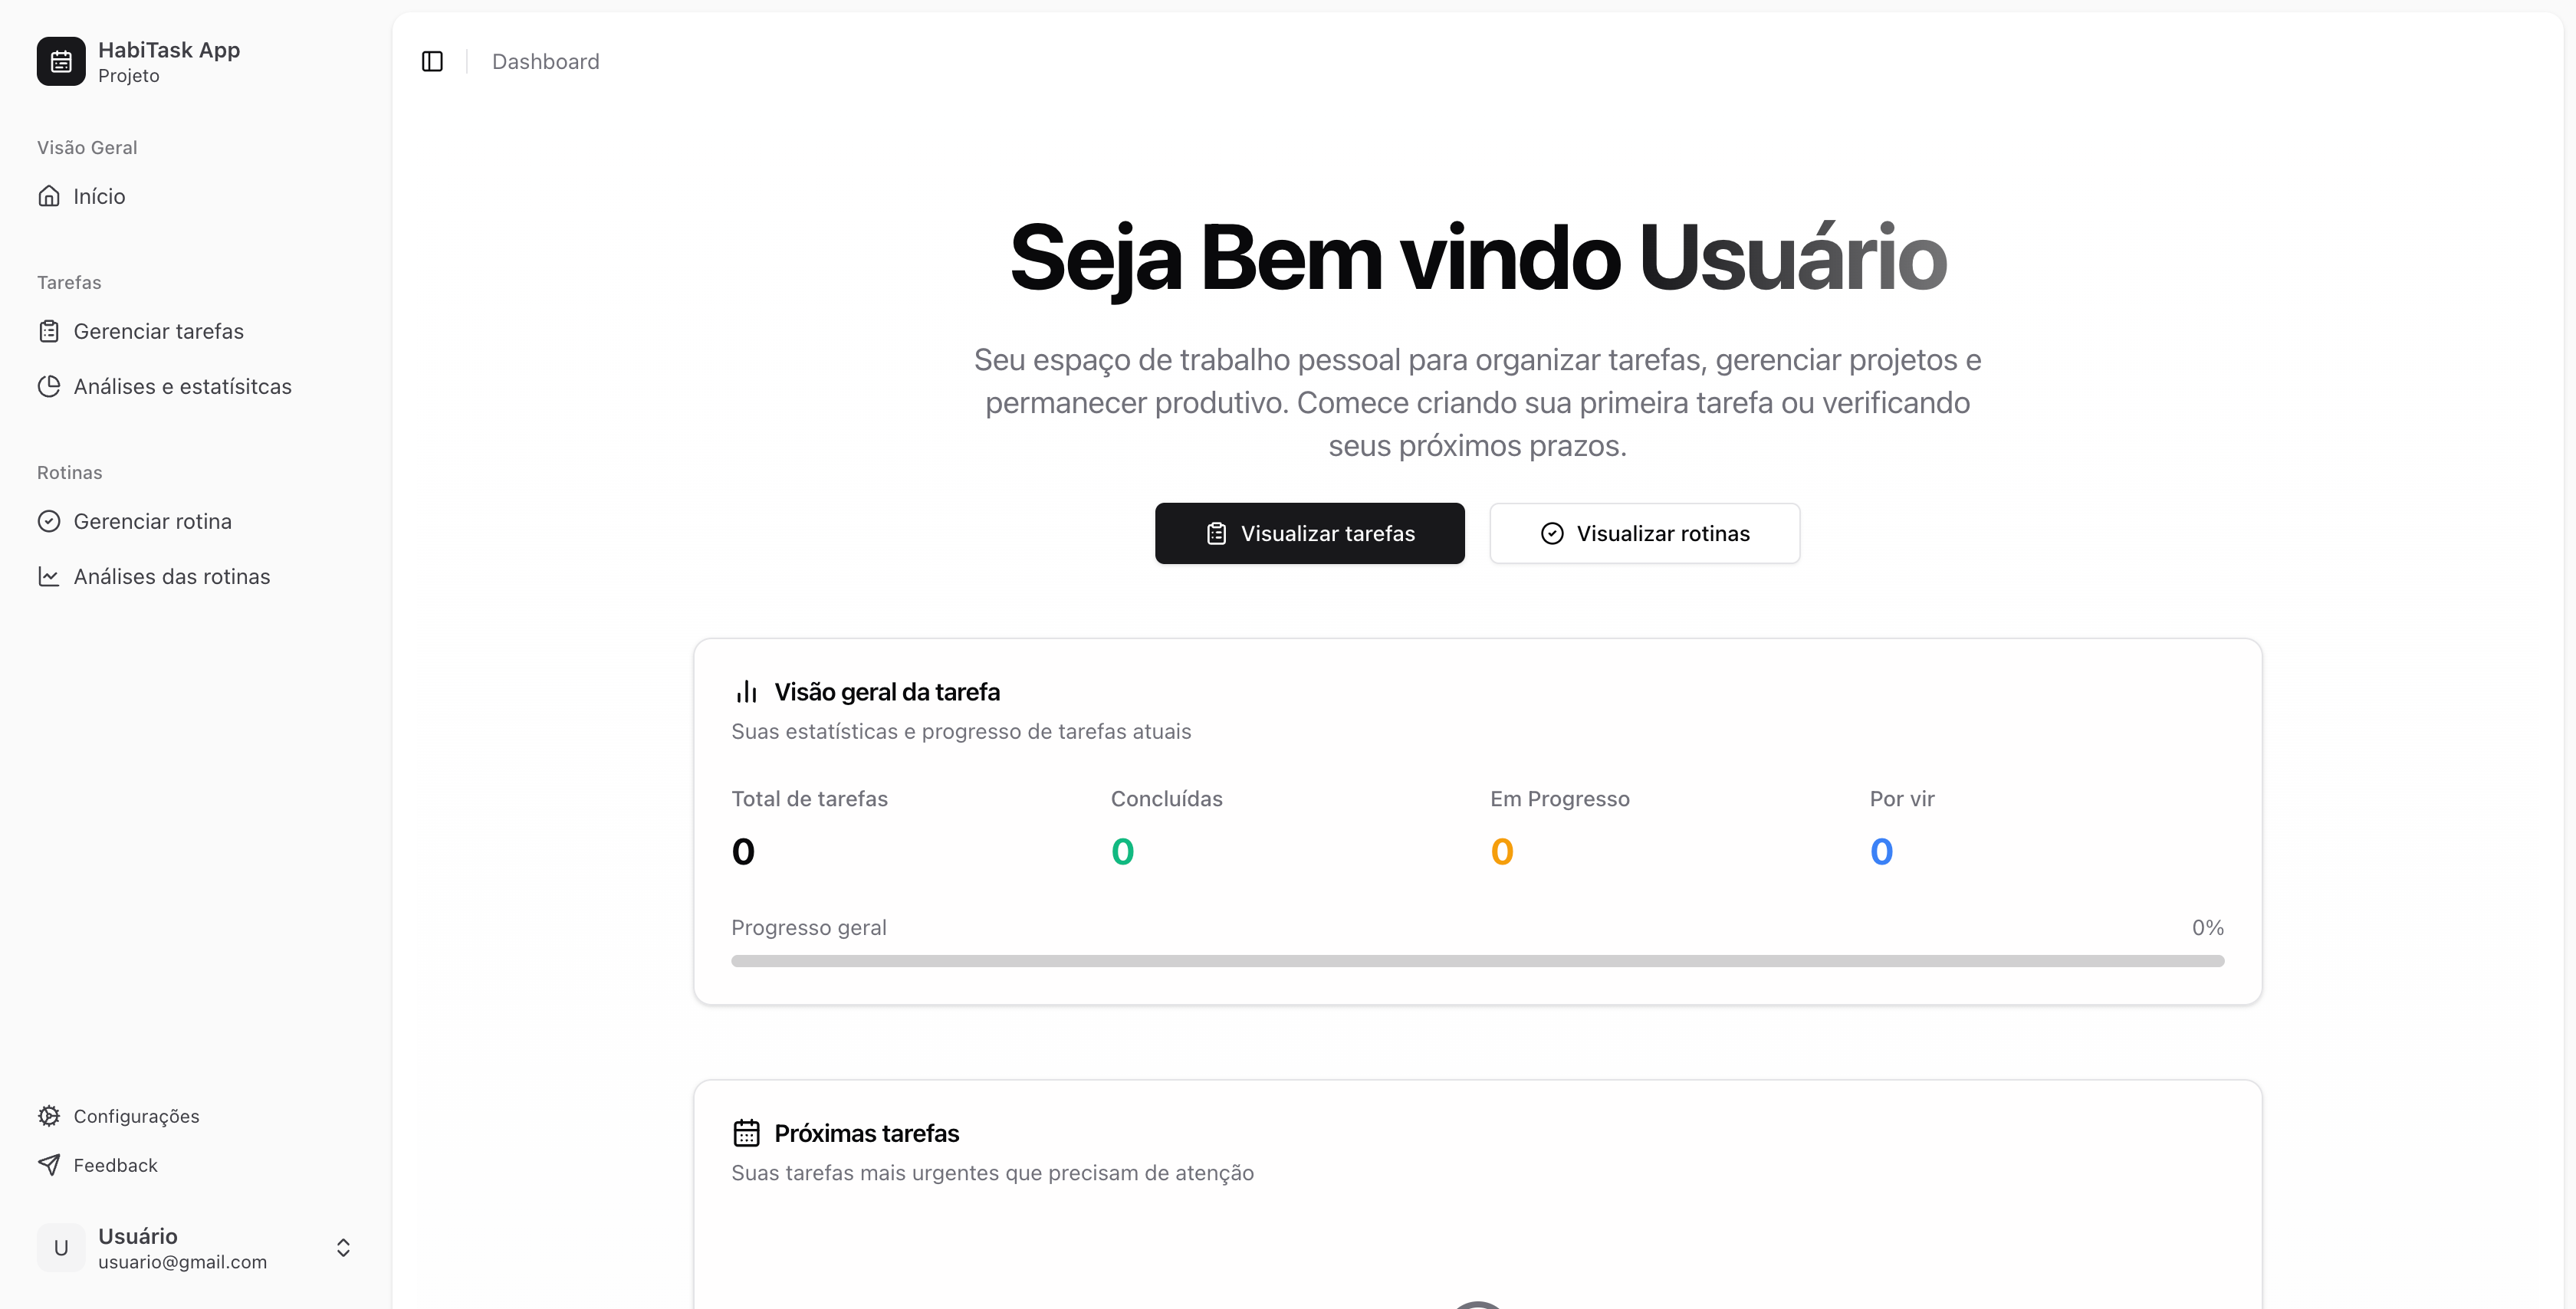 HabiTask App
Projeto
Visão Geral
Início
Tarefas
Gerenciar tarefas
Análises e estatísitcas
Rotinas
Gerenciar rotina
Análises das rotinas
Configurações
Feedback
U
Usuário
usuario@gmail.com
Dashboard
Seja Bem vindo Usuário
Seu espaço de trabalho pessoal para organizar tarefas, gerenciar projetos e
permanecer produtivo. Comece criando sua primeira tarefa ou verificando
seus próximos prazos.
Visualizar tarefas
Visualizar rotinas
Visão geral da tarefa
Suas estatísticas e progresso de tarefas atuais
Total de tarefas
0
Concluídas
0
Em Progresso
0
Por vir
0
Progresso geral
0%
Próximas tarefas
Suas tarefas mais urgentes que precisam de atenção